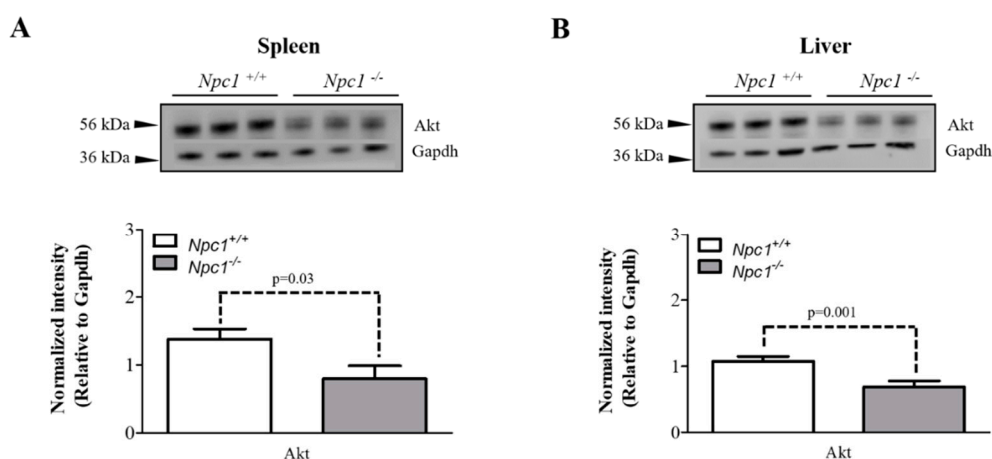 A
Spleen
Npc1 +/+ Npc1 -/-
56 kDa
Akt
36 kDa
Gapdh
Normalized intensity
(Relative to Gapdh)
3
2
1
0
Npc1+/+
Npc1-/-
p=0.03
Akt
B
Liver
Npc1 +/+ Npc1 -/-
56 kDa
Akt
36 kDa
Gapdh
Normalized intensity
(Relative to Gapdh)
3
2
1
0
Npc1+/+
Npc1-/-
p=0.001
Akt